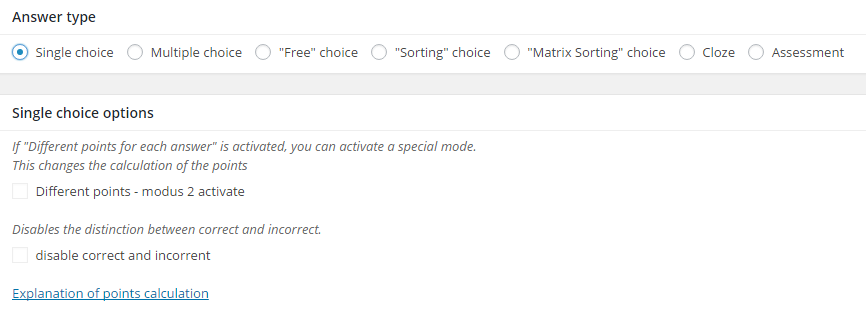 Answer type
Single choice Multiple choice "Free" choice "Sorting" choice "Matrix Sorting" choice Cloze Assessment
Single choice options
If "Different points for each answer" is activated, you can activate a special mode.
This changes the calculation of the points
Different points - modus 2 activate
Disables the distinction between correct and incorrect.
disable correct and incorrent
Explanation of points calculation